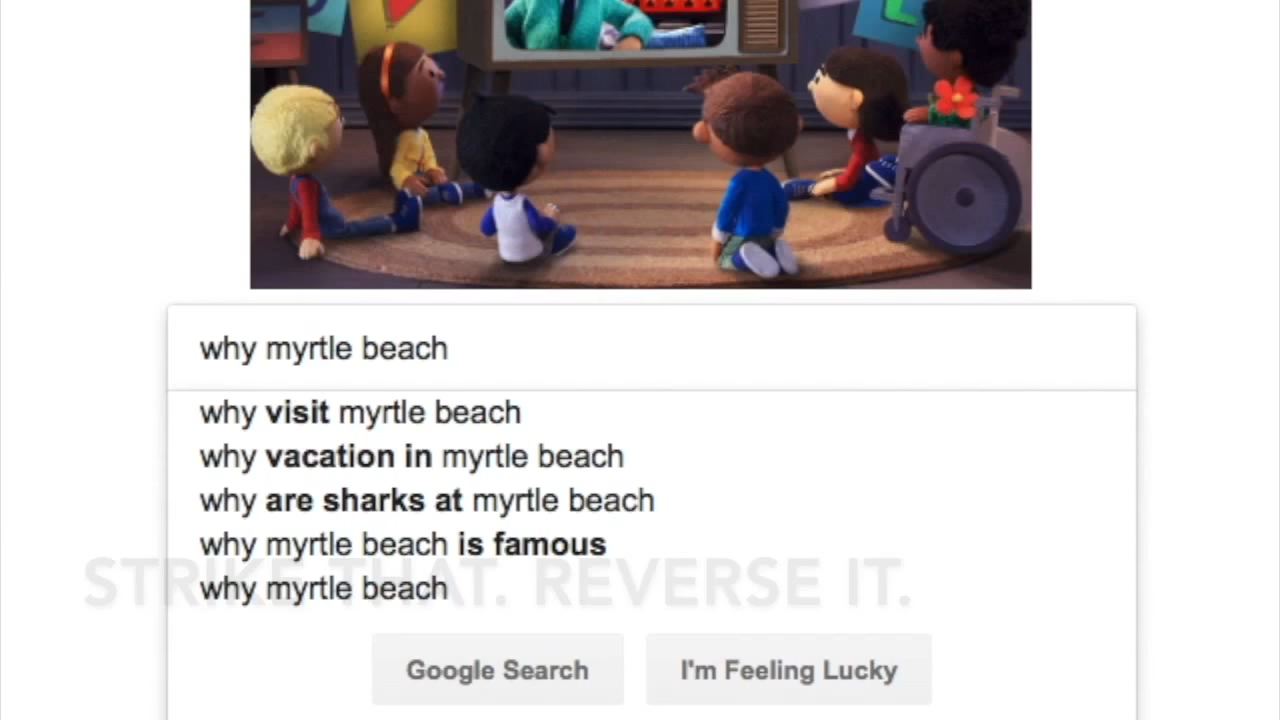 why myrtle beach
why visit myrtle beach
why vacation in myrtle beach
why are sharks at myrtle beach
why myrtle beach is famous
STRIKE THAT. REVERSE IT.
why myrtle beach
Google Search
I'm Feeling Lucky